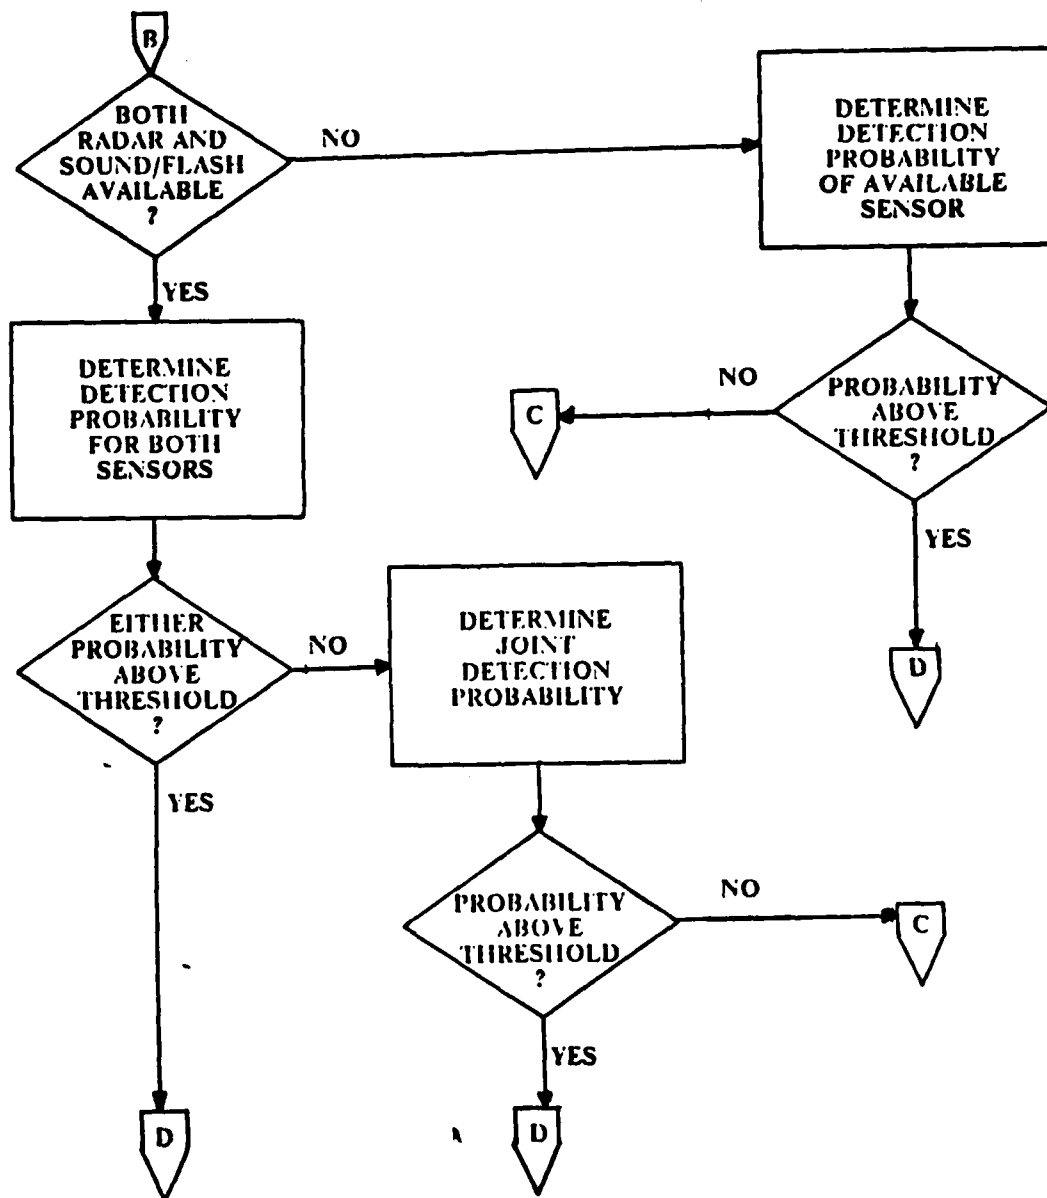 B
BOTH
RADAR AND
SOUND/FLASH
AVAILABLE
?
NO
DETERMINE
DETECTION
PROBABILITY
OF AVAILABLE
SENSOR
YES
DETERMINE
DETECTION
PROBABILITY
FOR BOTH
SENSORS
NO
C
PROBABILITY
ABOVE
THRESHOLD
?
YES
D
EITHER
PROBABILITY
ABOVE
THRESHOLD
?
NO
DETERMINE
JOINT
DETECTION
PROBABILITY
YES
PROBABILITY
ABOVE
THRESHOLD
?
NO
C
YES
D
D